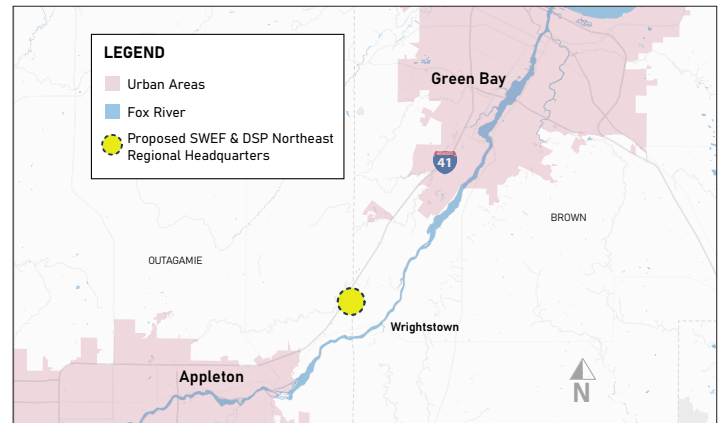 LEGEND
Urban Areas
Fox River
Proposed SWEF & DSP Northeast
Regional Headquarters
Green Bay
41
BROWN
OUTAGAMIE
Wrightstown
Appleton
N